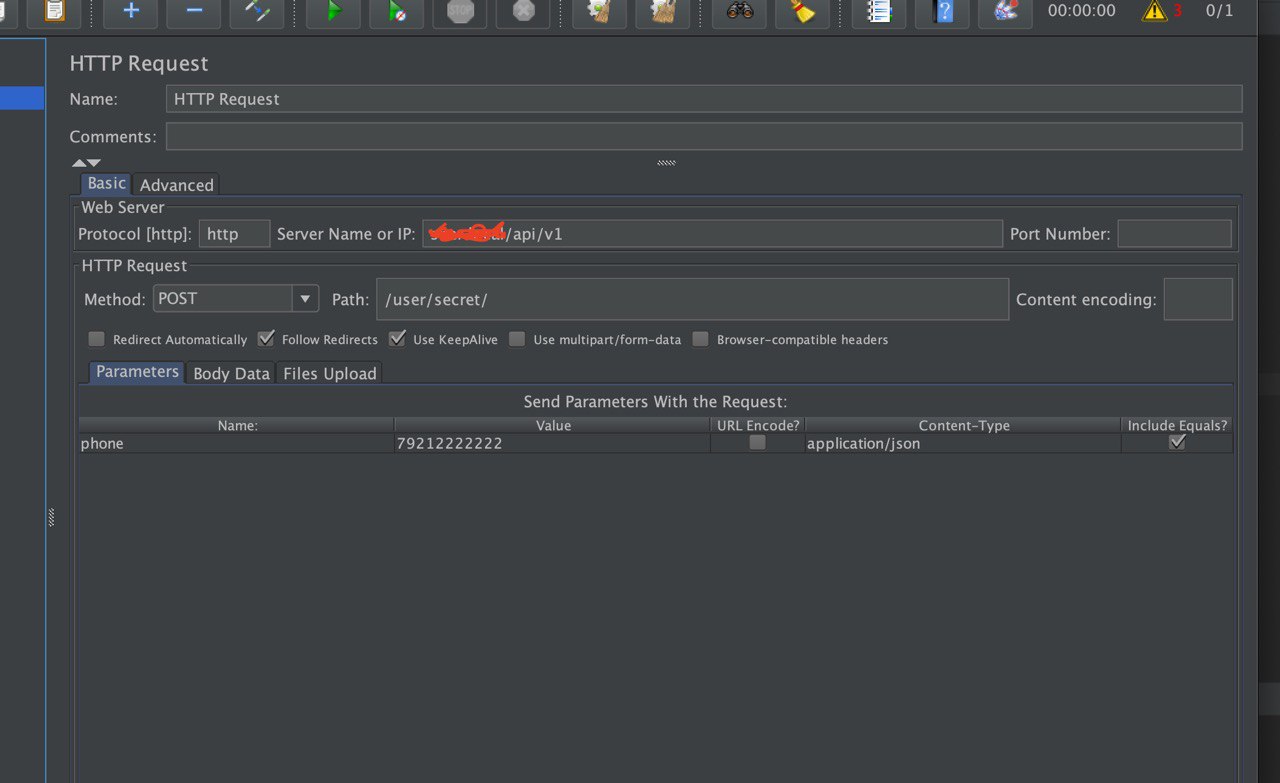 STOP
00:00:00 3 0/1
HTTP Request
Name: HTTP Request
Comments:
Basic Advanced
Web Server
Protocol [http]: http Server Name or IP: /api/v1 Port Number:
HTTP Request
Method: POST Path: /user/secret/ Content encoding:
Redirect Automatically Follow Redirects Use KeepAlive Use multipart/form-data Browser-compatible headers
Parameters Body Data Files Upload
Send Parameters With the Request:
Name: Value URL Encode? Content-Type Include Equals?
phone 79212222222 application/json